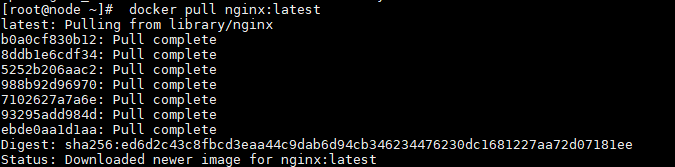 [root@node ~]#  docker pull nginx:latest
latest: Pulling from library/nginx
b0a0cf830b12: Pull complete
8ddb1e6cdf34: Pull complete
5252b206aac2: Pull complete
988b92d96970: Pull complete
7102627a7a6e: Pull complete
93295add984d: Pull complete
ebde0aa1d1aa: Pull complete
Digest: sha256:ed6d2c43c8fbcd3eaa44c9dab6d94cb346234476230dc1681227aa72d07181ee
Status: Downloaded newer image for nginx:latest